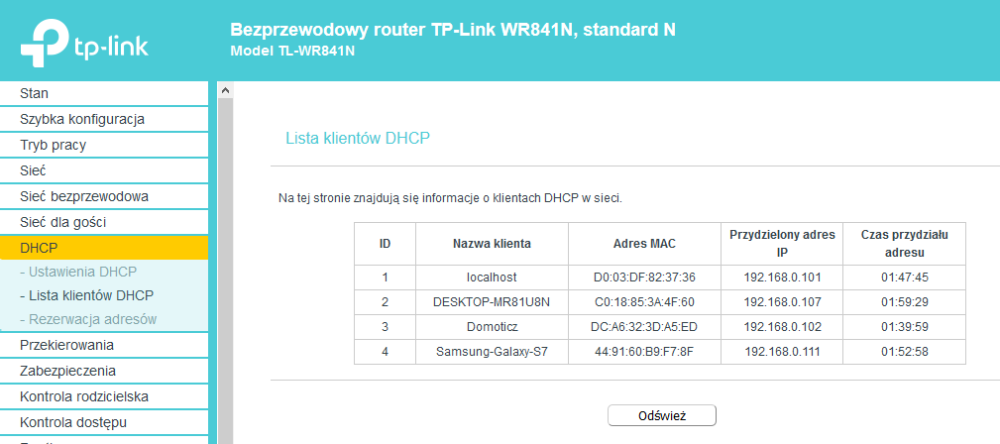 tp-link
Bezprzewodowy router TP-Link WR841N, standard N
Model TL-WR841N
Stan
Szybka konfiguracja
Tryb pracy
Sieć
Sieć bezprzewodowa
Sieć dla gości
DHCP
- Ustawienia DHCP
- Lista klientów DHCP
- Rezerwacja adresów
Przekierowania
Zabezpieczenia
Kontrola rodzicielska
Kontrola dostępu
Lista klientów DHCP
Na tej stronie znajdują się informacje o klientach DHCP w sieci.
ID Nazwa klienta Adres MAC Przydzielony adres IP Czas przydziału adresu
1 localhost D0:03:DF:82:37:36 192.168.0.101 01:47:45
2 DESKTOP-MR81U8N C0:18:85:3A:4F:60 192.168.0.107 01:59:29
3 Domoticz DC:A6:32:3D:A5:ED 192.168.0.102 01:39:59
4 Samsung-Galaxy-S7 44:91:60:B9:F7:8F 192.168.0.111 01:52:58
Odśwież